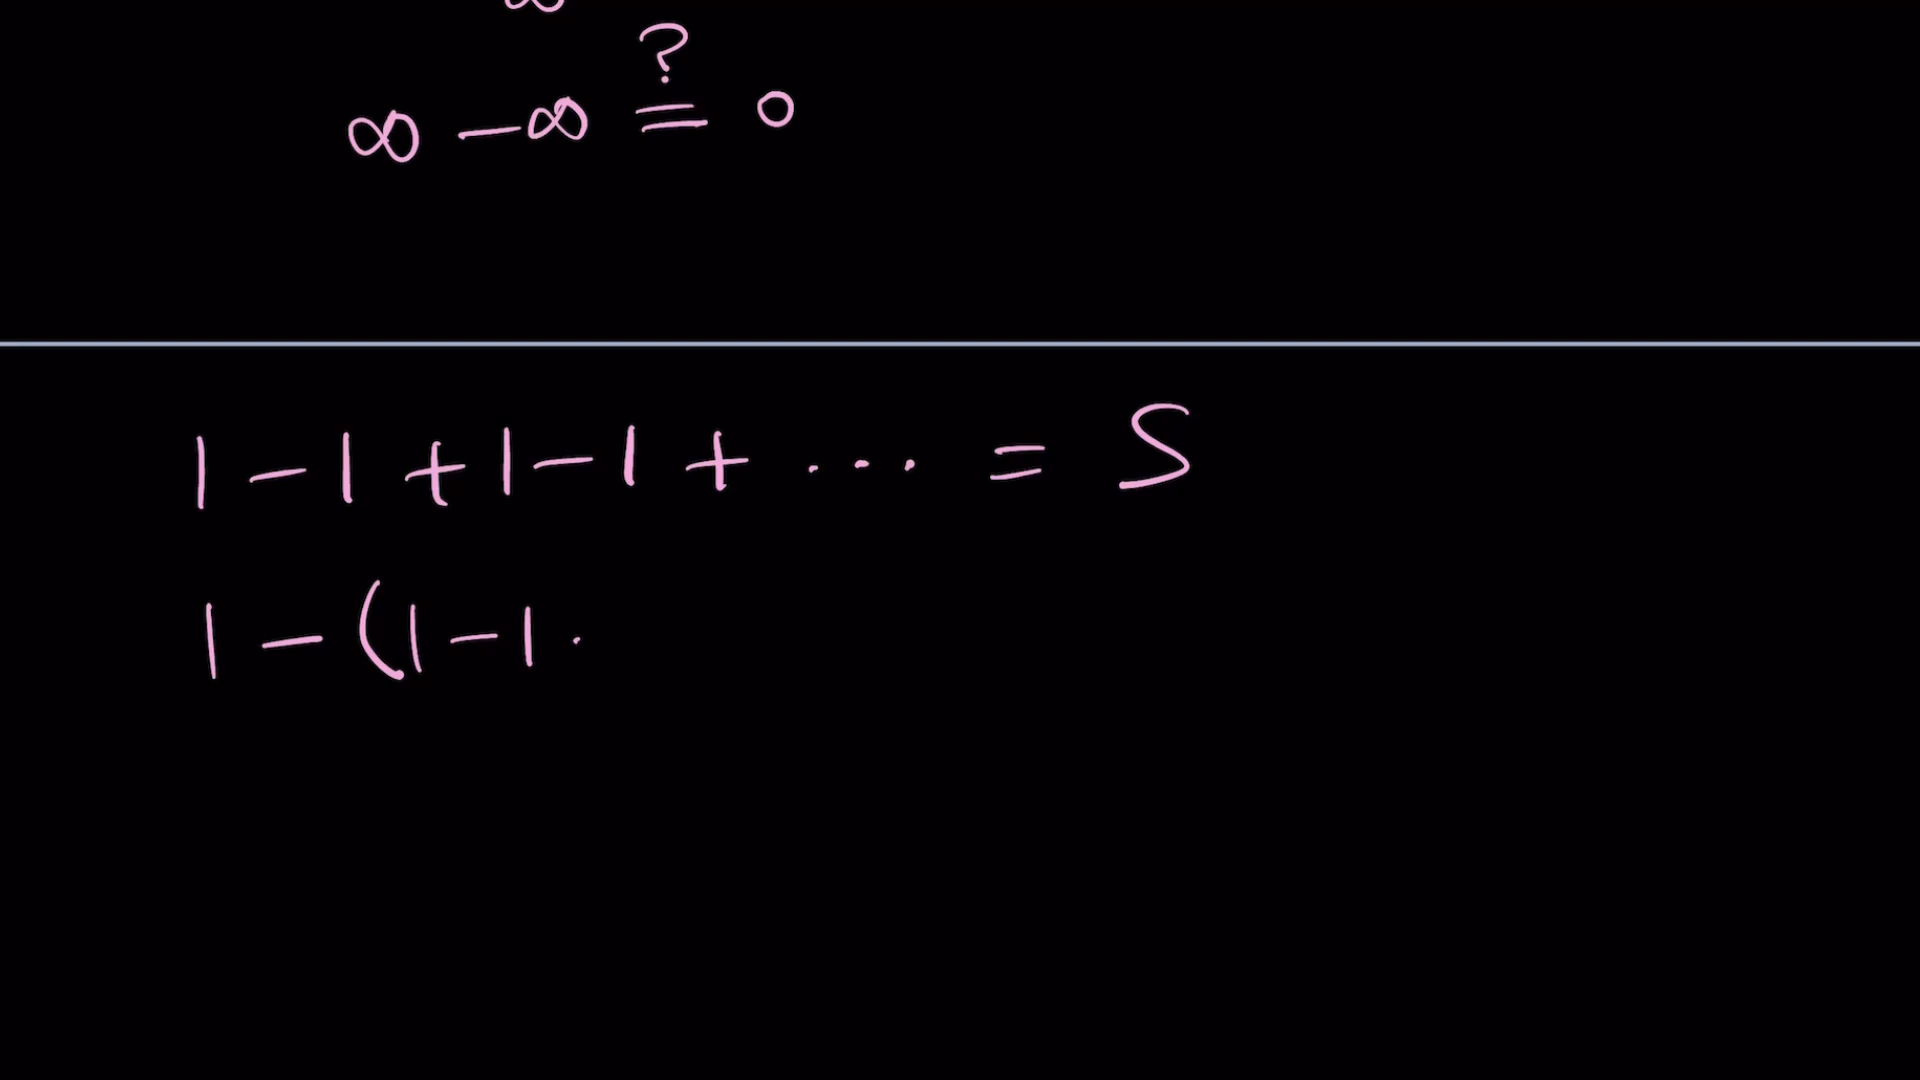 ∞
?
∞ - ∞ = 0
1 - 1 + 1 - 1 + ... = S
1 - (1 - 1 .